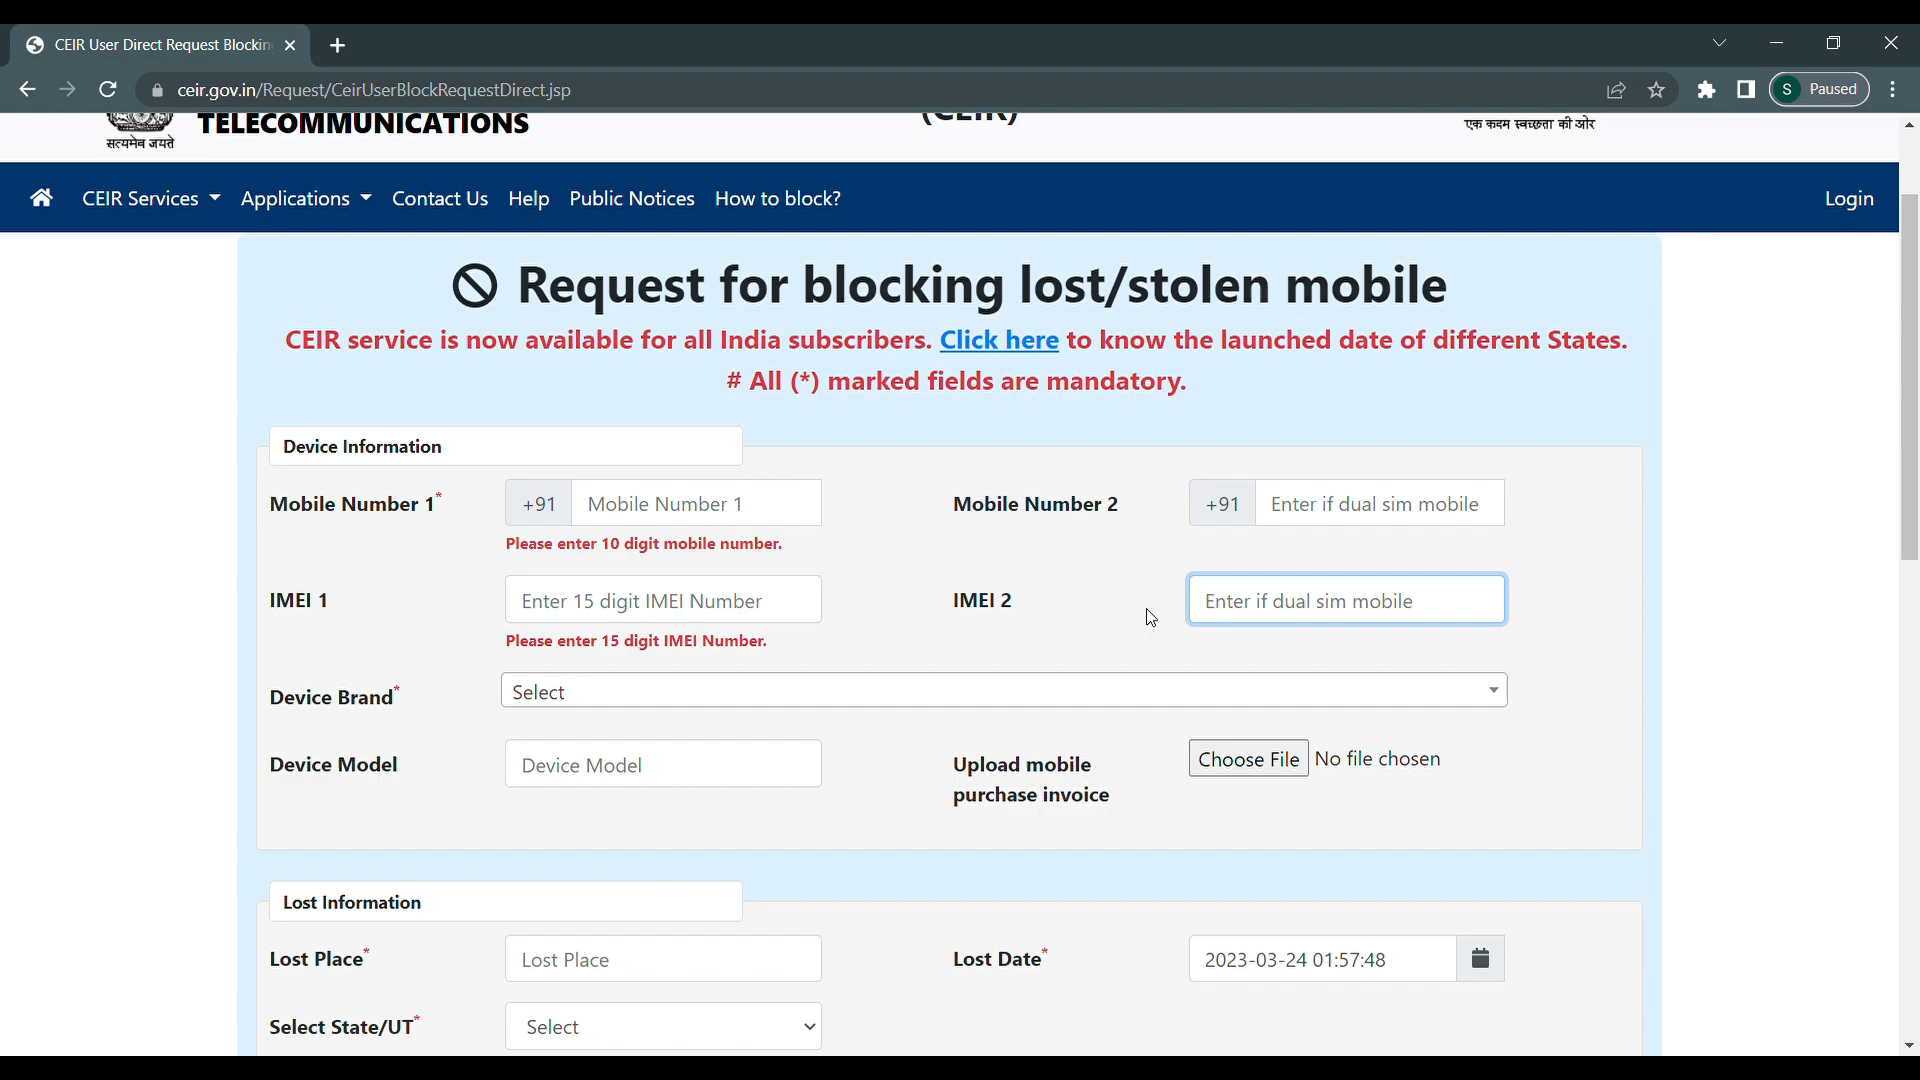 CEIR User Direct Request Blockin
ceir.gov.in/Request/CeirUserBlockRequestDirect.jsp
S Paused
सत्यमेव जयते
TELECOMMUNICATIONS
(CEIR)
एक कदम स्वच्छता की ओर
CEIR Services Applications Contact Us Help Public Notices How to block? Login
Request for blocking lost/stolen mobile
CEIR service is now available for all India subscribers. Click here to know the launched date of different States.
# All (*) marked fields are mandatory.
Device Information
Mobile Number 1* +91 Mobile Number 1 Mobile Number 2 +91 Enter if dual sim mobile
Please enter 10 digit mobile number.
IMEI 1 Enter 15 digit IMEI Number IMEI 2 Enter if dual sim mobile
Please enter 15 digit IMEI Number.
Device Brand* Select
Device Model Device Model Upload mobile Choose File No file chosen
purchase invoice
Lost Information
Lost Place* Lost Place Lost Date* 2023-03-24 01:57:48
Select State/UT* Select